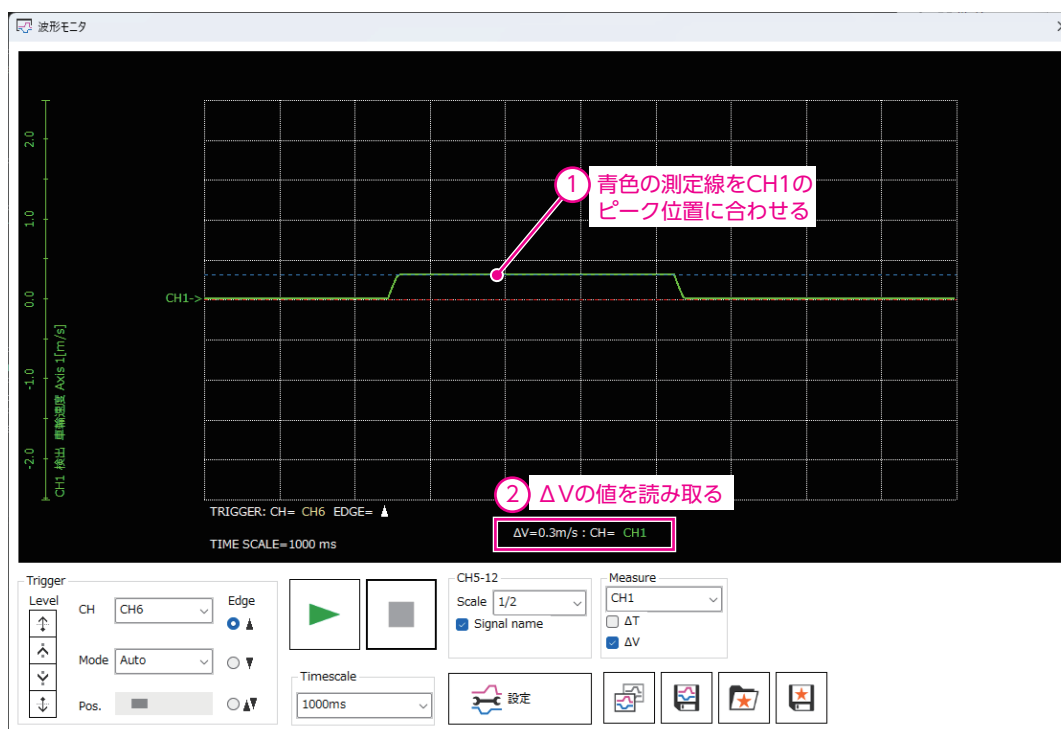 波形モニタ
2.0
1.0
0.0
-1.0
-2.0
CH1 検出 車輪速度 Axis 1[m/s]
CH1->
1 青色の測定線をCH1の
ピーク位置に合わせる
2 ΔVの値を読み取る
TRIGGER: CH= CH6 EDGE=
ΔV=0.3m/s : CH= CH1
TIME SCALE=1000 ms
Trigger
Level
CH
CH6
Edge
Mode
Auto
Pos.
Timescale
1000ms
CH5-12
Scale
1/2
Signal name
設定
Measure
CH1
ΔT
ΔV